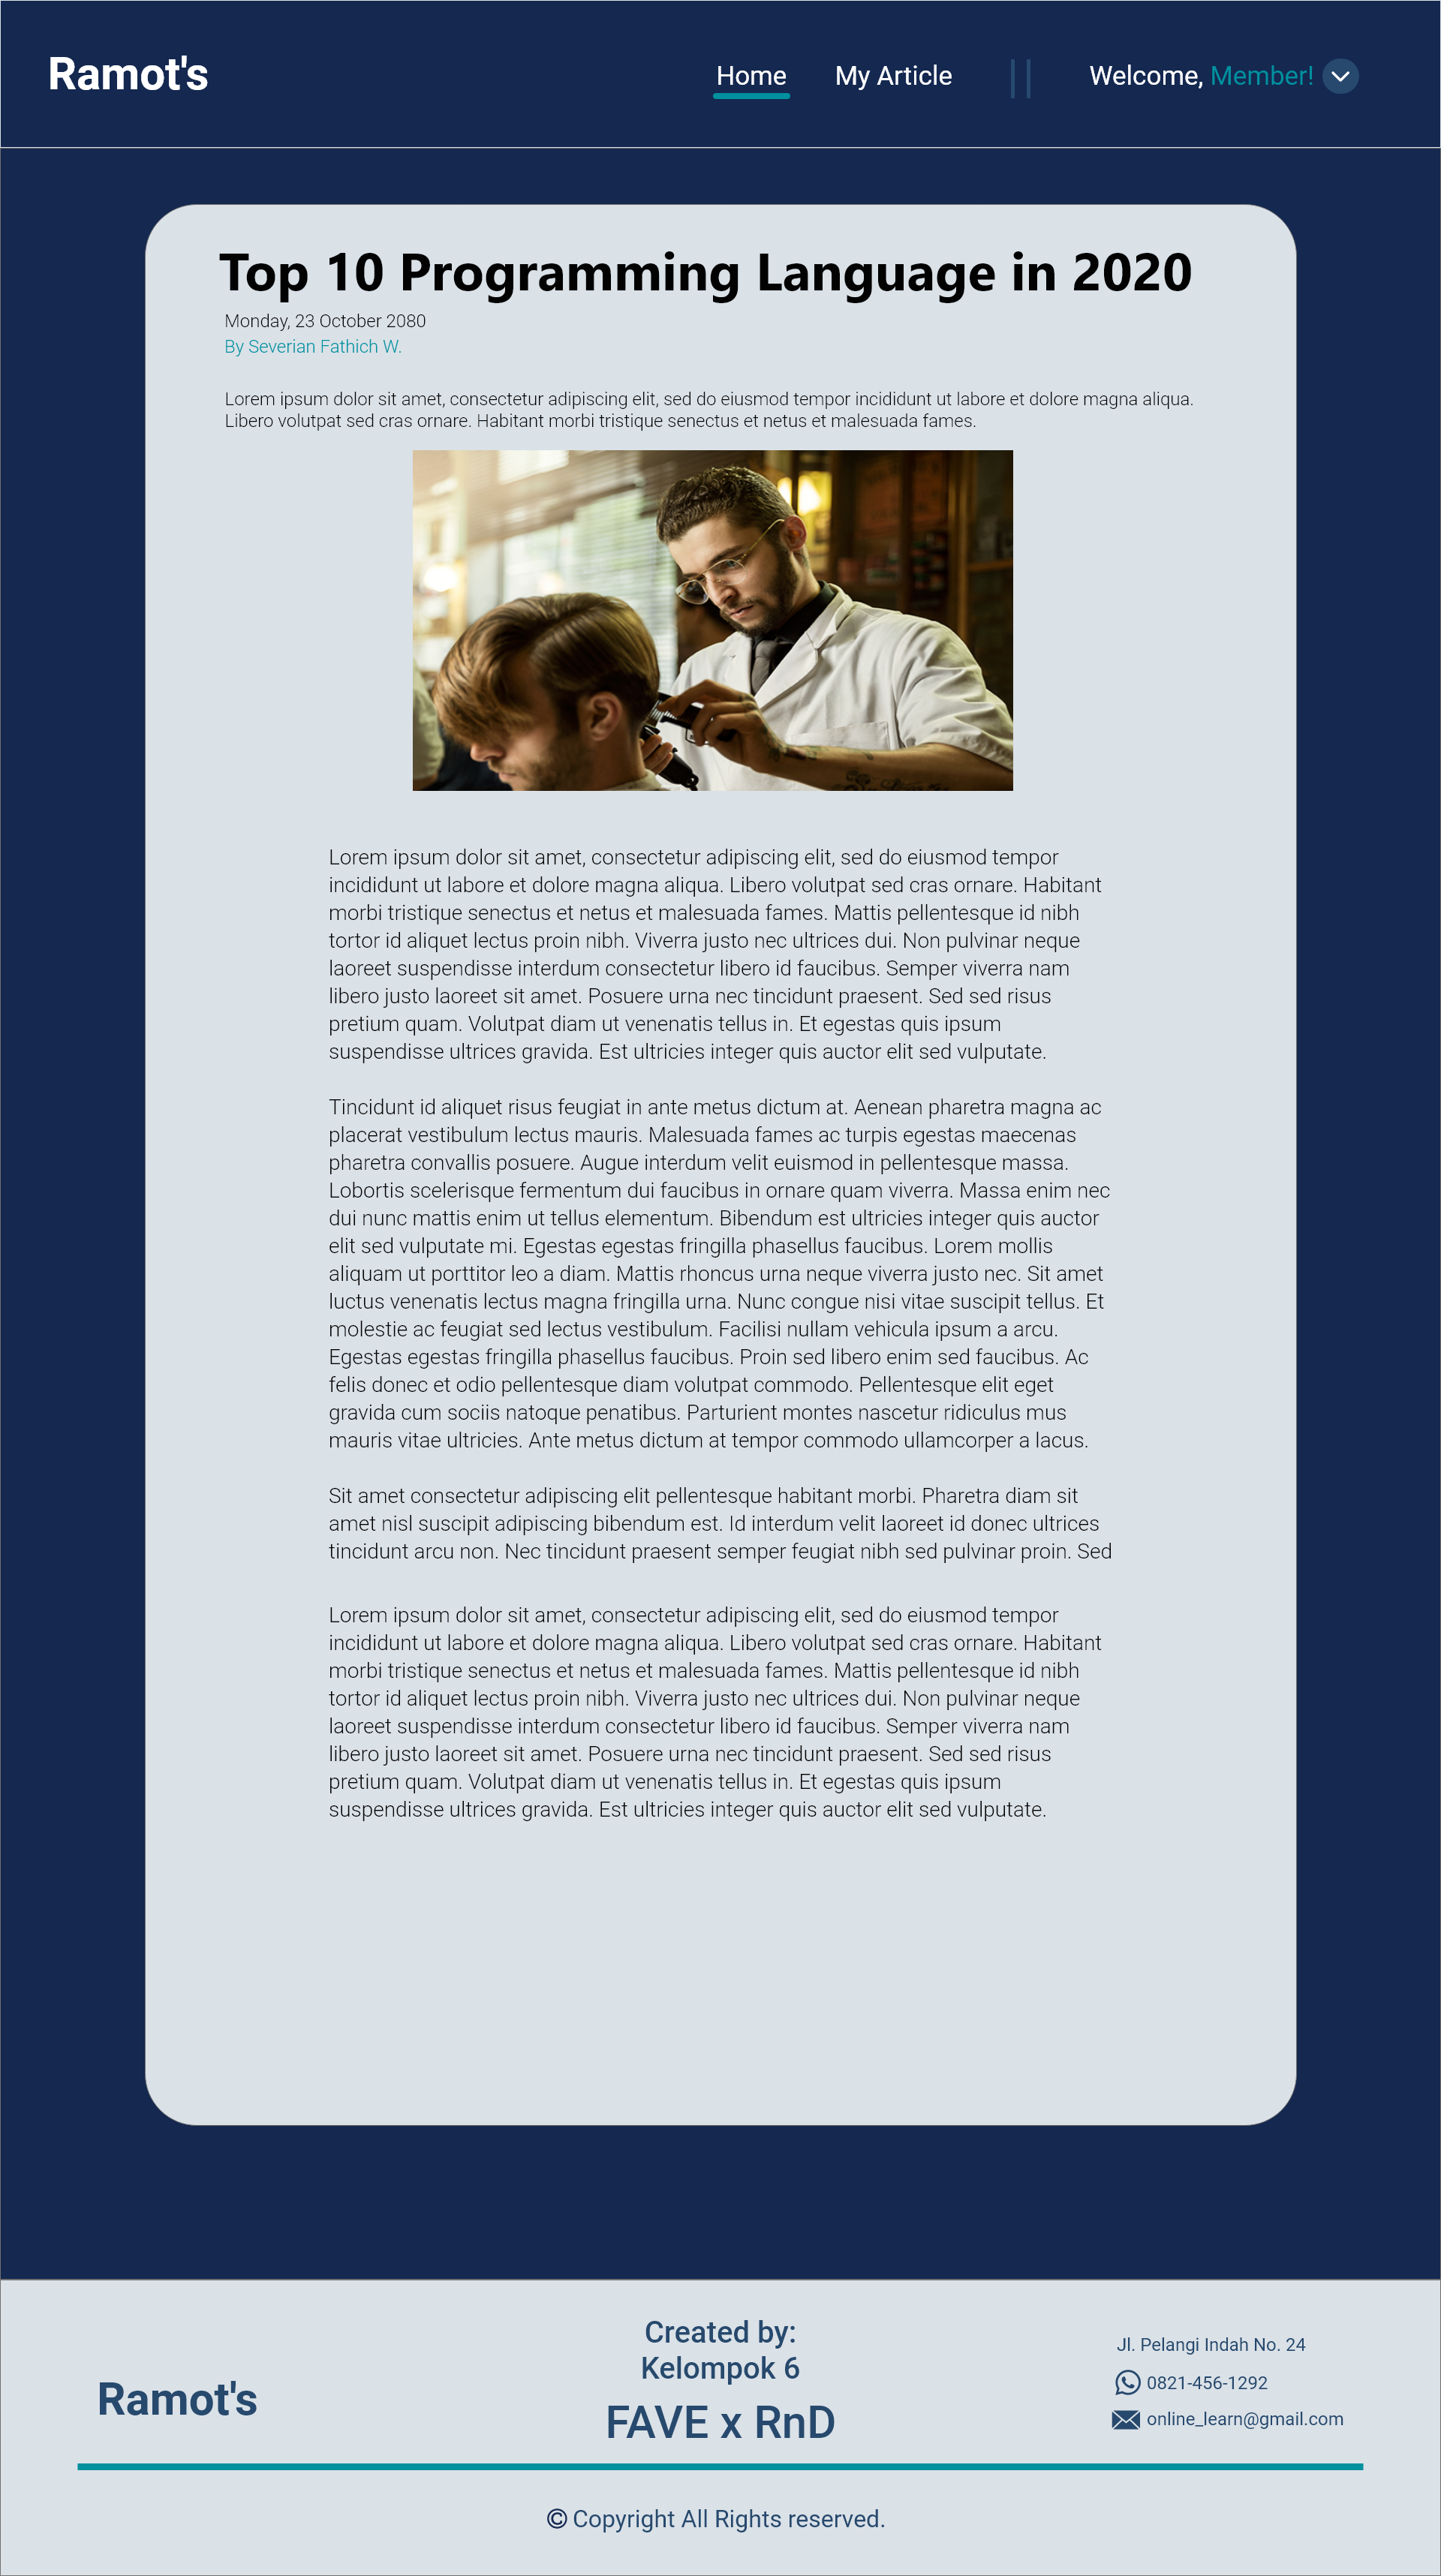 Ramot's
Home My Article Welcome, Member!
Top 10 Programming Language in 2020
Monday, 23 October 2080
By Severian Fathich W.
Lorem ipsum dolor sit amet, consectetur adipiscing elit, sed do eiusmod tempor incididunt ut labore et dolore magna aliqua.
Libero volutpat sed cras ornare. Habitant morbi tristique senectus et netus et malesuada fames.
Lorem ipsum dolor sit amet, consectetur adipiscing elit, sed do eiusmod tempor
incididunt ut labore et dolore magna aliqua. Libero volutpat sed cras ornare. Habitant
morbi tristique senectus et netus et malesuada fames. Mattis pellentesque id nibh
tortor id aliquet lectus proin nibh. Viverra justo nec ultrices dui. Non pulvinar neque
laoreet suspendisse interdum consectetur libero id faucibus. Semper viverra nam
libero justo laoreet sit amet. Posuere urna nec tincidunt praesent. Sed sed risus
pretium quam. Volutpat diam ut venenatis tellus in. Et egestas quis ipsum
suspendisse ultrices gravida. Est ultricies integer quis auctor elit sed vulputate.
Tincidunt id aliquet risus feugiat in ante metus dictum at. Aenean pharetra magna ac
placerat vestibulum lectus mauris. Malesuada fames ac turpis egestas maecenas
pharetra convallis posuere. Augue interdum velit euismod in pellentesque massa.
Lobortis scelerisque fermentum dui faucibus in ornare quam viverra. Massa enim nec
dui nunc mattis enim ut tellus elementum. Bibendum est ultricies integer quis auctor
elit sed vulputate mi. Egestas egestas fringilla phasellus faucibus. Lorem mollis
aliquam ut porttitor leo a diam. Mattis rhoncus urna neque viverra justo nec. Sit amet
luctus venenatis lectus magna fringilla urna. Nunc congue nisi vitae suscipit tellus. Et
molestie ac feugiat sed lectus vestibulum. Facilisi nullam vehicula ipsum a arcu.
Egestas egestas fringilla phasellus faucibus. Proin sed libero enim sed faucibus. Ac
felis donec et odio pellentesque diam volutpat commodo. Pellentesque elit eget
gravida cum sociis natoque penatibus. Parturient montes nascetur ridiculus mus
mauris vitae ultricies. Ante metus dictum at tempor commodo ullamcorper a lacus.
Sit amet consectetur adipiscing elit pellentesque habitant morbi. Pharetra diam sit
amet nisl suscipit adipiscing bibendum est. Id interdum velit laoreet id donec ultrices
tincidunt arcu non. Nec tincidunt praesent semper feugiat nibh sed pulvinar proin. Sed
Lorem ipsum dolor sit amet, consectetur adipiscing elit, sed do eiusmod tempor
incididunt ut labore et dolore magna aliqua. Libero volutpat sed cras ornare. Habitant
morbi tristique senectus et netus et malesuada fames. Mattis pellentesque id nibh
tortor id aliquet lectus proin nibh. Viverra justo nec ultrices dui. Non pulvinar neque
laoreet suspendisse interdum consectetur libero id faucibus. Semper viverra nam
libero justo laoreet sit amet. Posuere urna nec tincidunt praesent. Sed sed risus
pretium quam. Volutpat diam ut venenatis tellus in. Et egestas quis ipsum
suspendisse ultrices gravida. Est ultricies integer quis auctor elit sed vulputate.
Ramot's
Created by:
Kelompok 6
FAVE x RnD
Jl. Pelangi Indah No. 24
0821-456-1292
online_learn@gmail.com
© Copyright All Rights reserved.